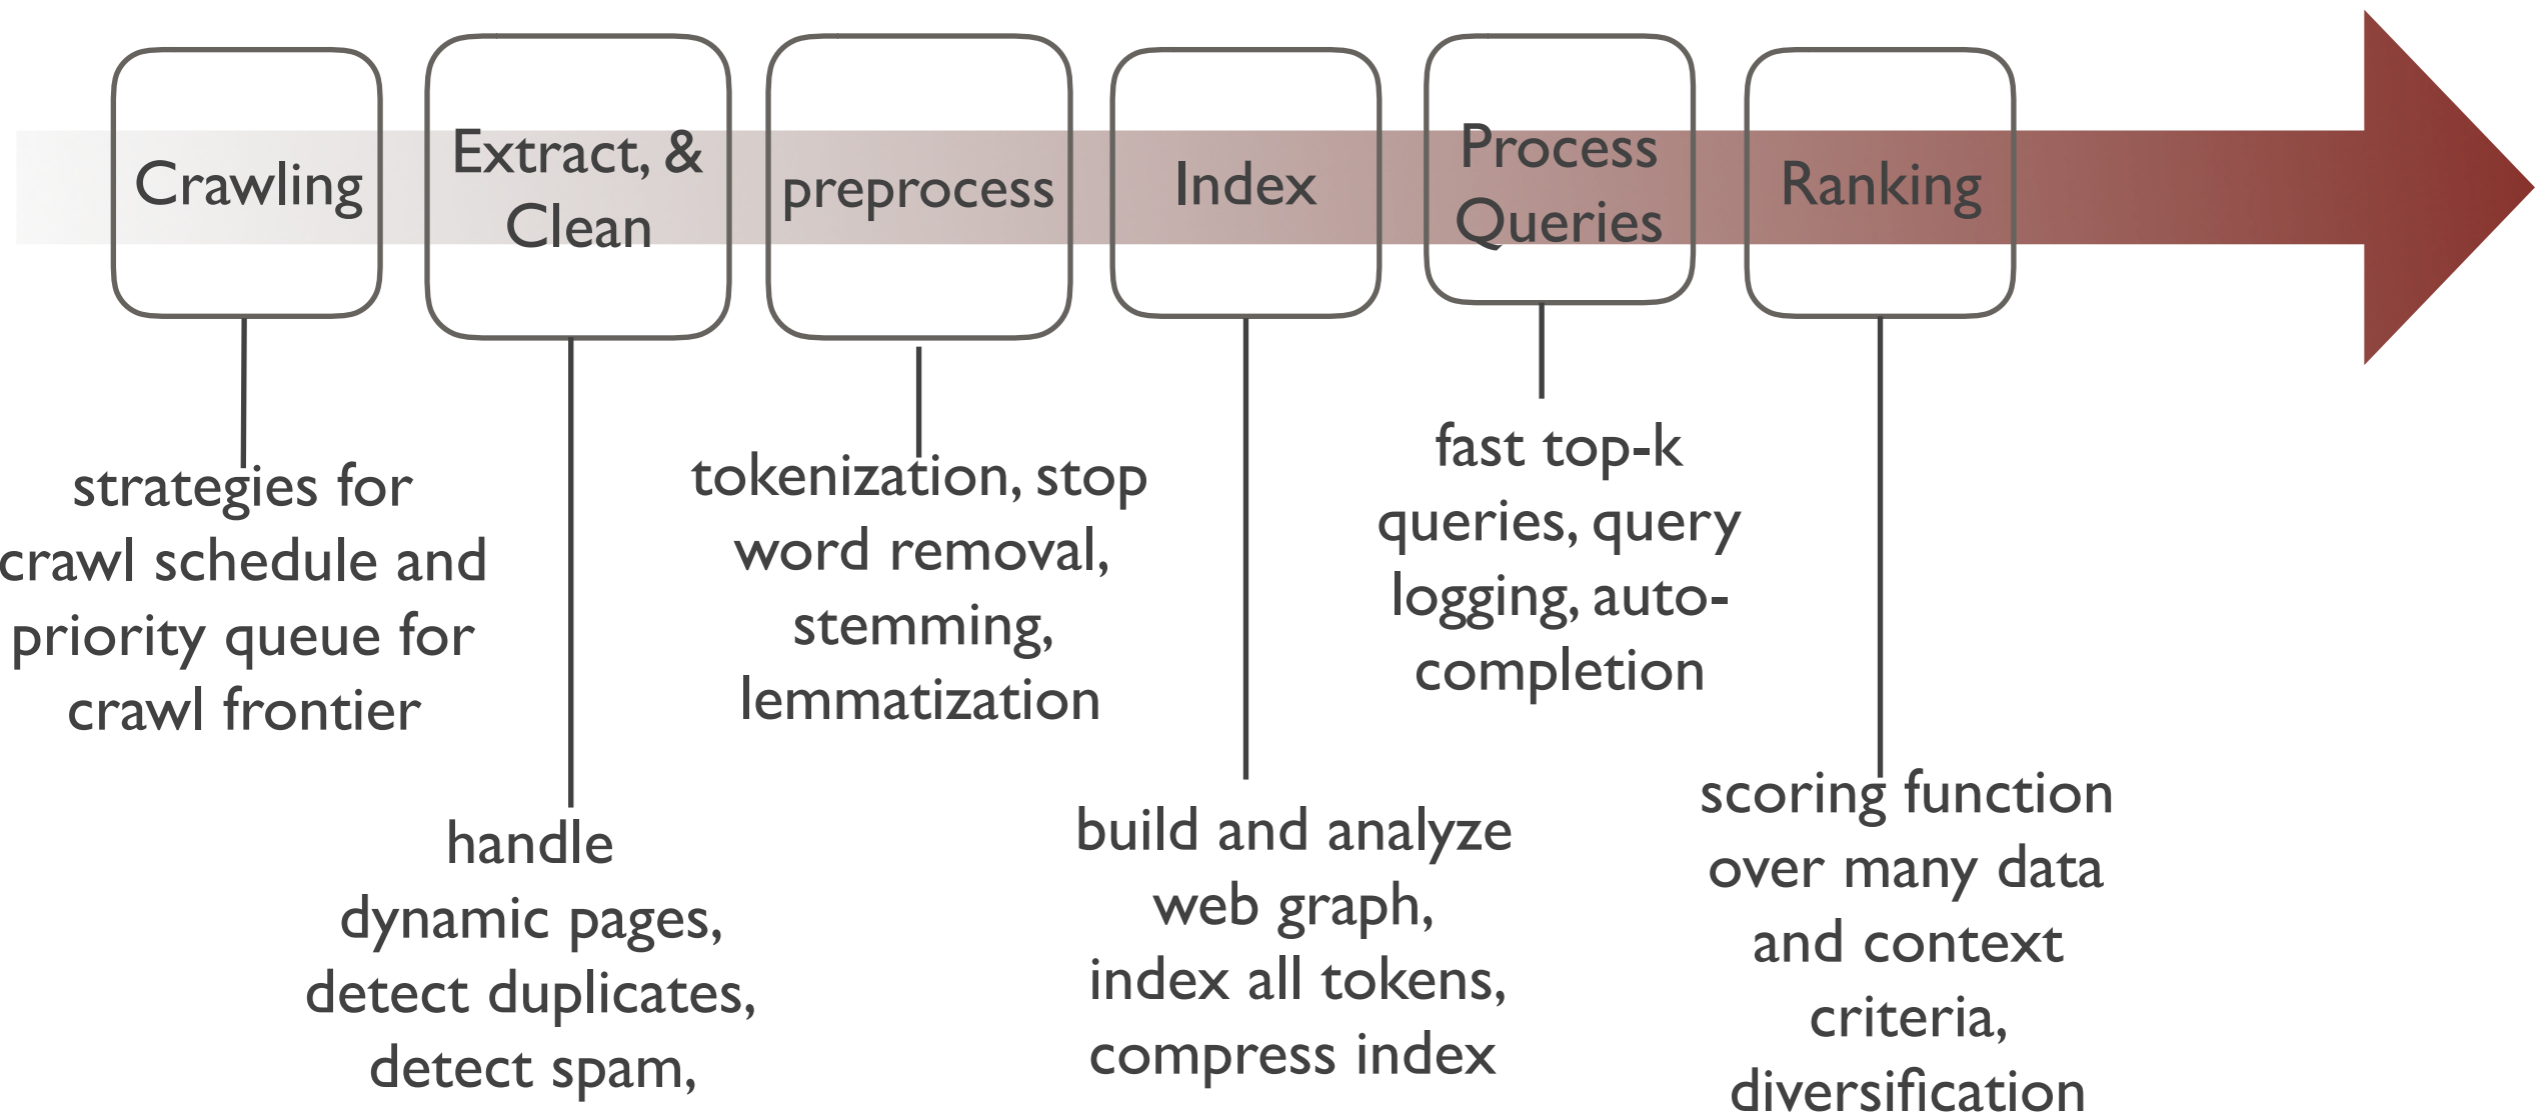 Crawling
Extract, &
Clean
preprocess
Index
Process
Queries
Ranking
strategies for
crawl schedule and
priority queue for
crawl frontier
handle
dynamic pages,
detect duplicates,
detect spam,
tokenization, stop
word removal,
stemming,
lemmatization
build and analyze
web graph,
index all tokens,
compress index
fast top-k
queries, query
logging, auto-
completion
scoring function
over many data
and context
criteria,
diversification